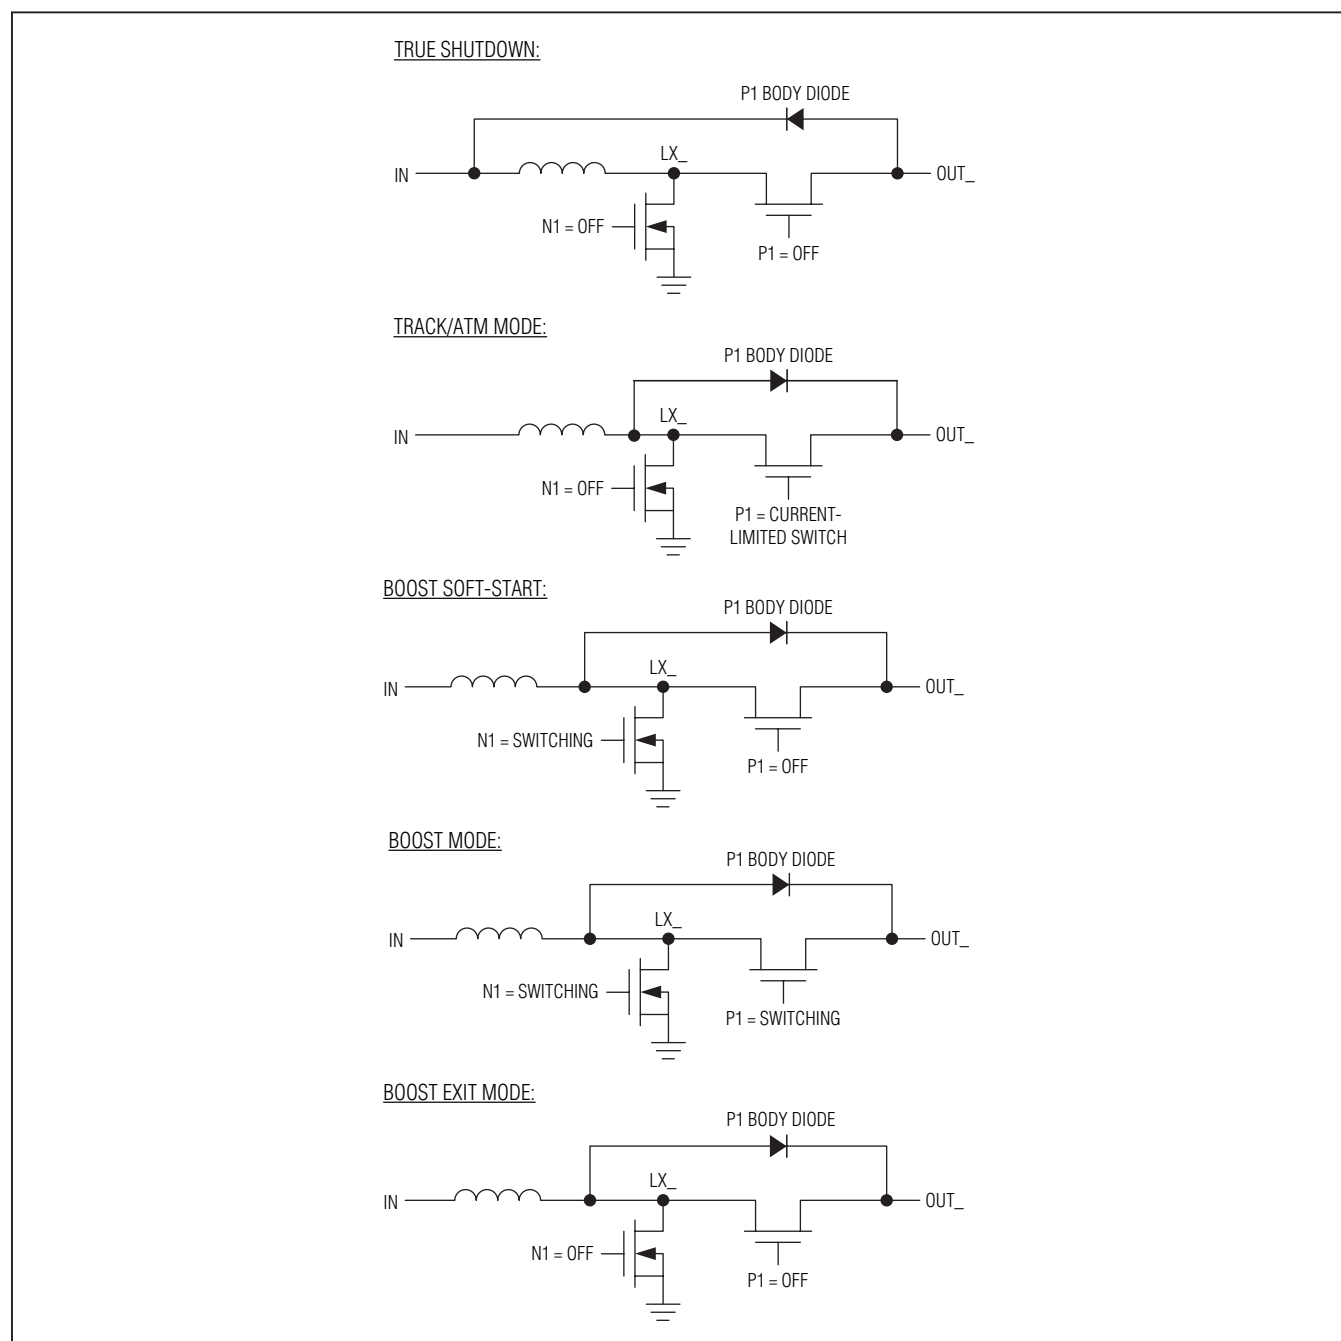 TRUE SHUTDOWN:
P1 BODY DIODE
IN
LX_
OUT_
N1 = OFF
P1 = OFF
TRACK/ATM MODE:
P1 BODY DIODE
IN
LX_
OUT_
N1 = OFF
P1 = CURRENT-
LIMITED SWITCH
BOOST SOFT-START:
P1 BODY DIODE
IN
LX_
OUT_
N1 = SWITCHING
P1 = OFF
BOOST MODE:
P1 BODY DIODE
IN
LX_
OUT_
N1 = SWITCHING
P1 = SWITCHING
BOOST EXIT MODE:
P1 BODY DIODE
IN
LX_
OUT_
N1 = OFF
P1 = OFF